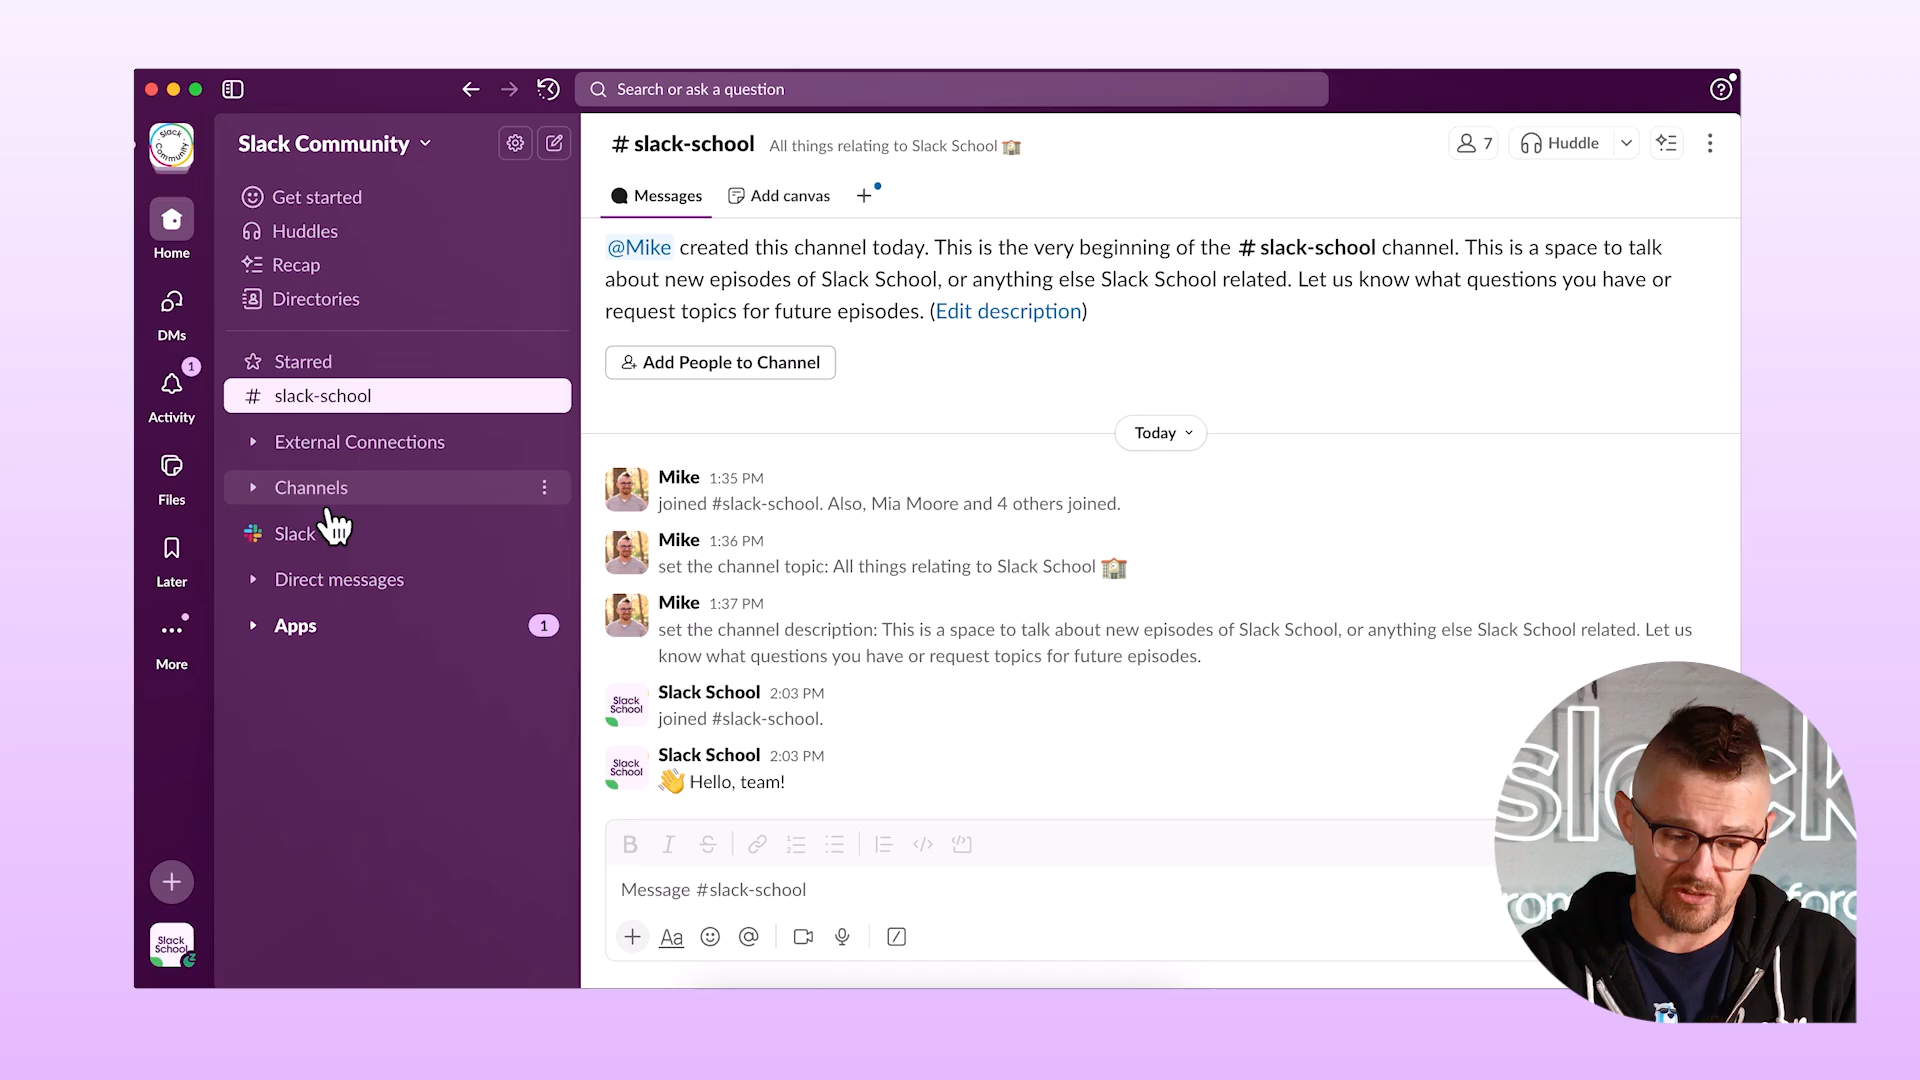 Search or ask a question
Slack Community
Slack Community
Home
DMs
1
Activity
Files
Later
More
Slack School
Get started
Huddles
Recap
Directories
Starred
# slack-school
External Connections
Channels
Slack
Direct messages
Apps 1
# slack-school All things relating to Slack School
7
Huddle
Messages
Add canvas
@Mike created this channel today. This is the very beginning of the # slack-school channel. This is a space to talk
about new episodes of Slack School, or anything else Slack School related. Let us know what questions you have or
request topics for future episodes. (Edit description)
Add People to Channel
Today
Mike 1:35 PM
joined #slack-school. Also, Mia Moore and 4 others joined.
Mike 1:36 PM
set the channel topic: All things relating to Slack School
Mike 1:37 PM
set the channel description: This is a space to talk about new episodes of Slack School, or anything else Slack School related. Let us
know what questions you have or request topics for future episodes.
Slack School
Slack School 2:03 PM
joined #slack-school.
Slack School
Slack School 2:03 PM
Hello, team!
B I S
Message #slack-school
Aa
slack